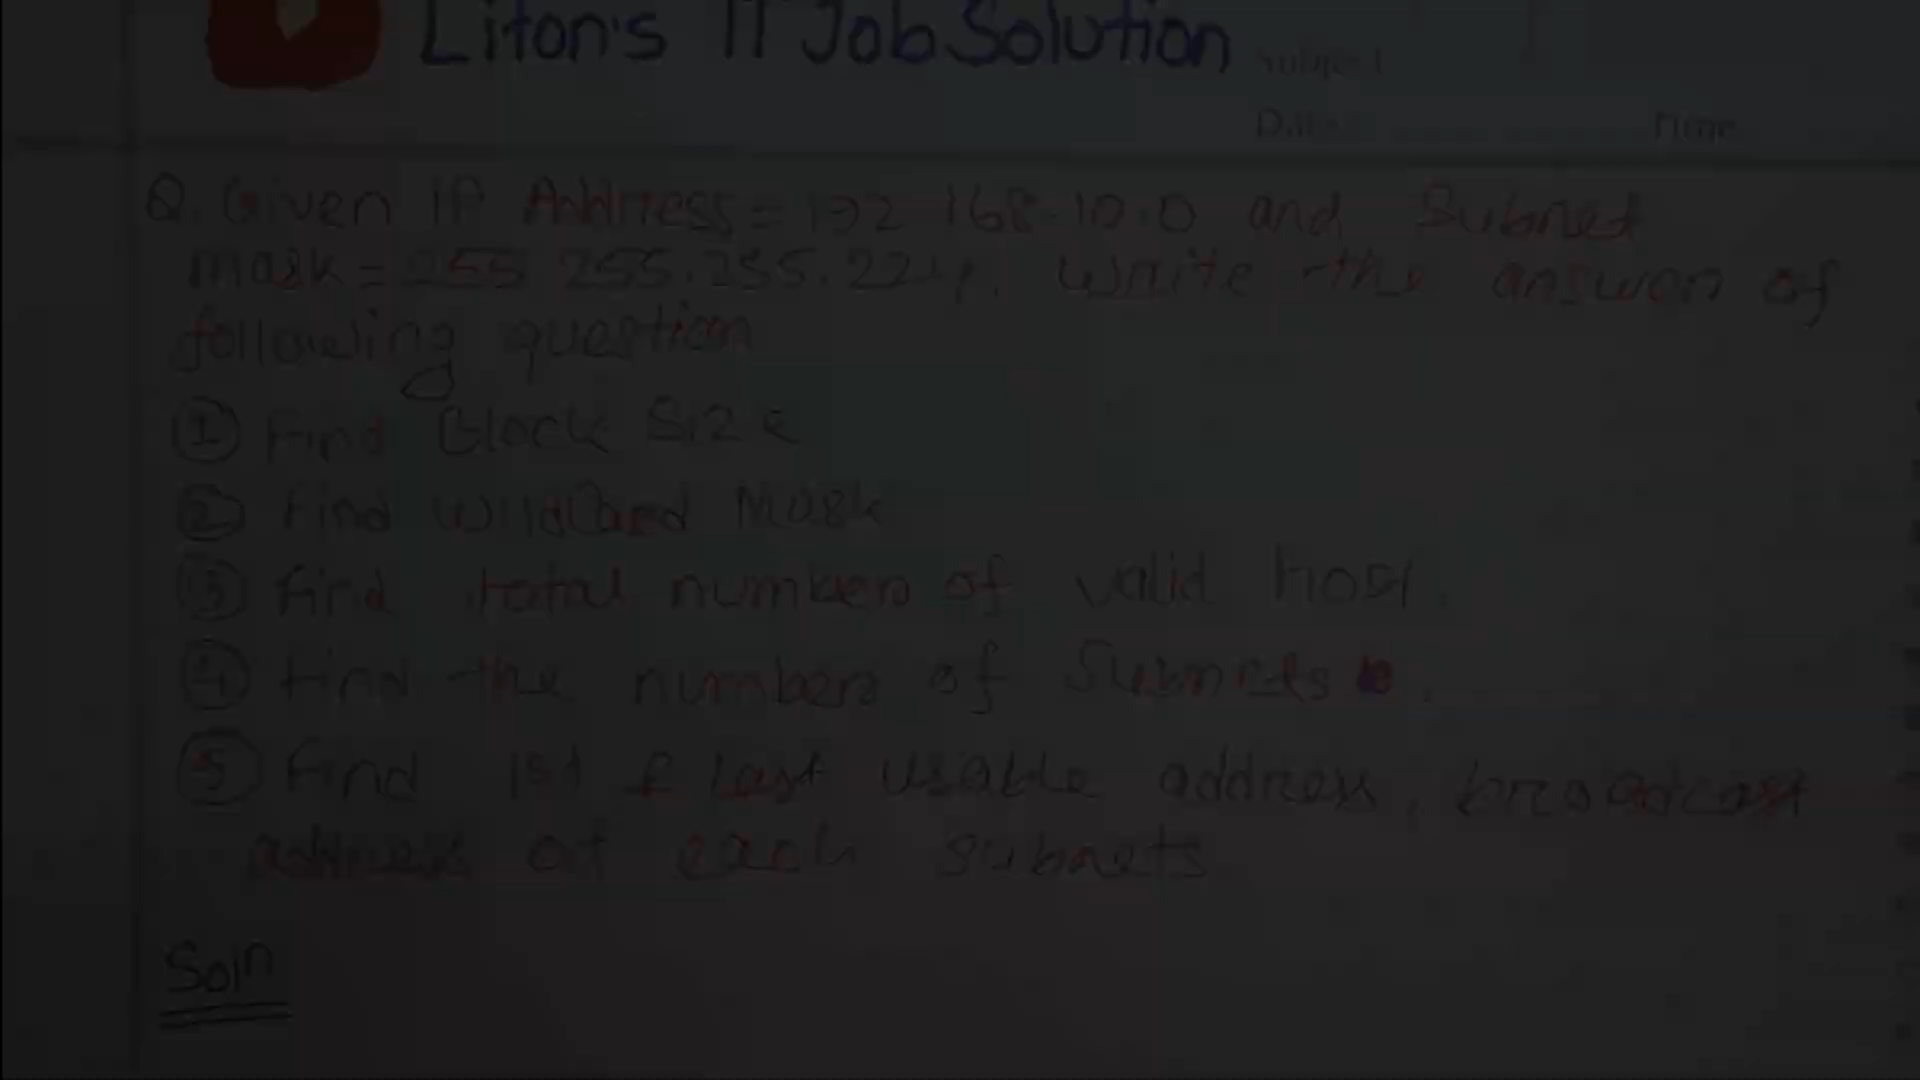 Liton's IT Job Solution
Subject
Date Time
Q. Given IP Address = 192.168.10.0 and Subnet
mask = 255.255.255.224. Write the answer of
following question
① Find Block Size
② Find WildCard Mask
③ Find total number of valid host.
④ Find the number of Subnets.
⑤ Find 1st & last usable address, broadcast
address of each subnets
Soln